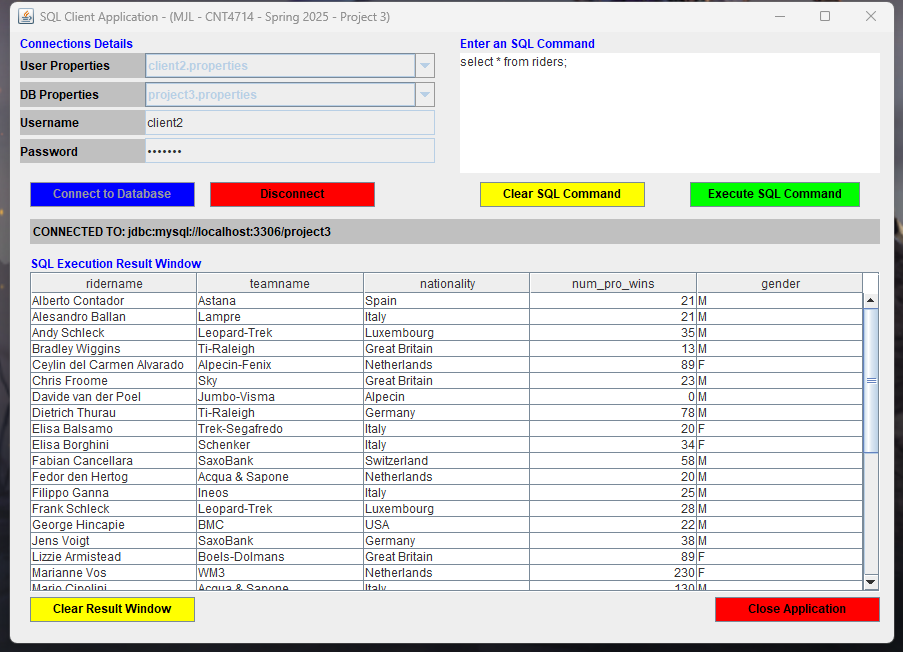 SQL Client Application - (MJL - CNT4714 - Spring 2025 - Project 3)
Connections Details
Enter an SQL Command
User Properties client2.properties
select * from riders;
DB Properties project3.properties
Username client2
Password •••••••
Connect to Database Disconnect Clear SQL Command Execute SQL Command
CONNECTED TO: jdbc:mysql://localhost:3306/project3
SQL Execution Result Window
ridername teamname nationality num_pro_wins gender
Alberto Contador Astana Spain 21 M
Alesandro Ballan Lampre Italy 21 M
Andy Schleck Leopard-Trek Luxembourg 35 M
Bradley Wiggins Ti-Raleigh Great Britain 13 M
Ceylin del Carmen Alvarado Alpecin-Fenix Netherlands 89 F
Chris Froome Sky Great Britain 23 M
Davide van der Poel Jumbo-Visma Alpecin 0 M
Dietrich Thurau Ti-Raleigh Germany 78 M
Elisa Balsamo Trek-Segafredo Italy 20 F
Elisa Borghini Schenker Italy 34 F
Fabian Cancellara SaxoBank Switzerland 58 M
Fedor den Hertog Acqua & Sapone Netherlands 20 M
Filippo Ganna Ineos Italy 25 M
Frank Schleck Leopard-Trek Luxembourg 28 M
George Hincapie BMC USA 22 M
Jens Voigt SaxoBank Germany 38 M
Lizzie Armistead Boels-Dolmans Great Britain 89 F
Marianne Vos WM3 Netherlands 230 F
Mario Cipolini Acqua & Sapone Italy 130 M
Clear Result Window Close Application